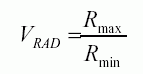 V_RAD = R_max / R_min